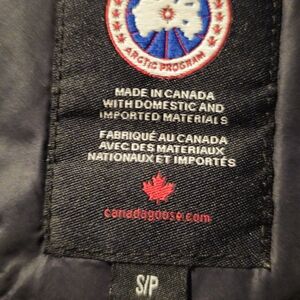 ARCTIC PROGRAM
MADE IN CANADA
WITH DOMESTIC AND
IMPORTED MATERIALS
FABRIQUÉ AU CANADA
AVEC DES MATERIAUX
NATIONAUX ET IMPORTÉS
canadagoose.com
S/P